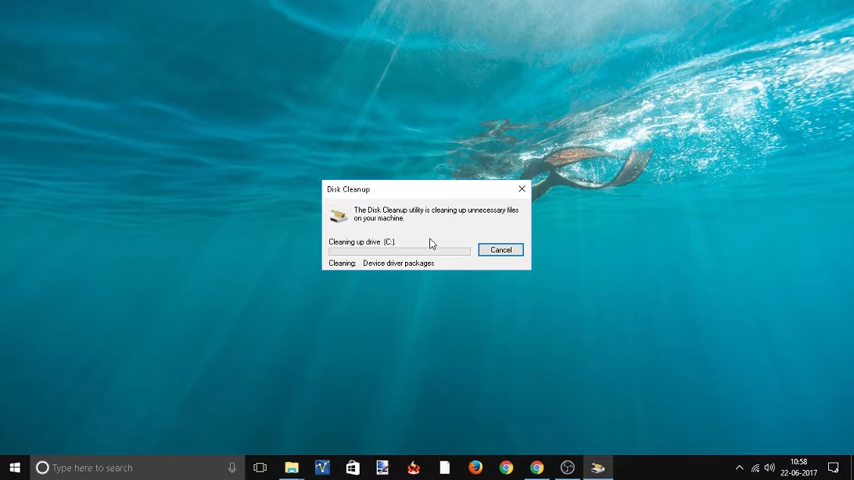 Disk Cleanup
The Disk Cleanup utility is cleaning up unnecessary files
on your machine.
Cleaning up drive (C:).
Cancel
Cleaning: Device driver packages
Type here to search
10:58
22-06-2017